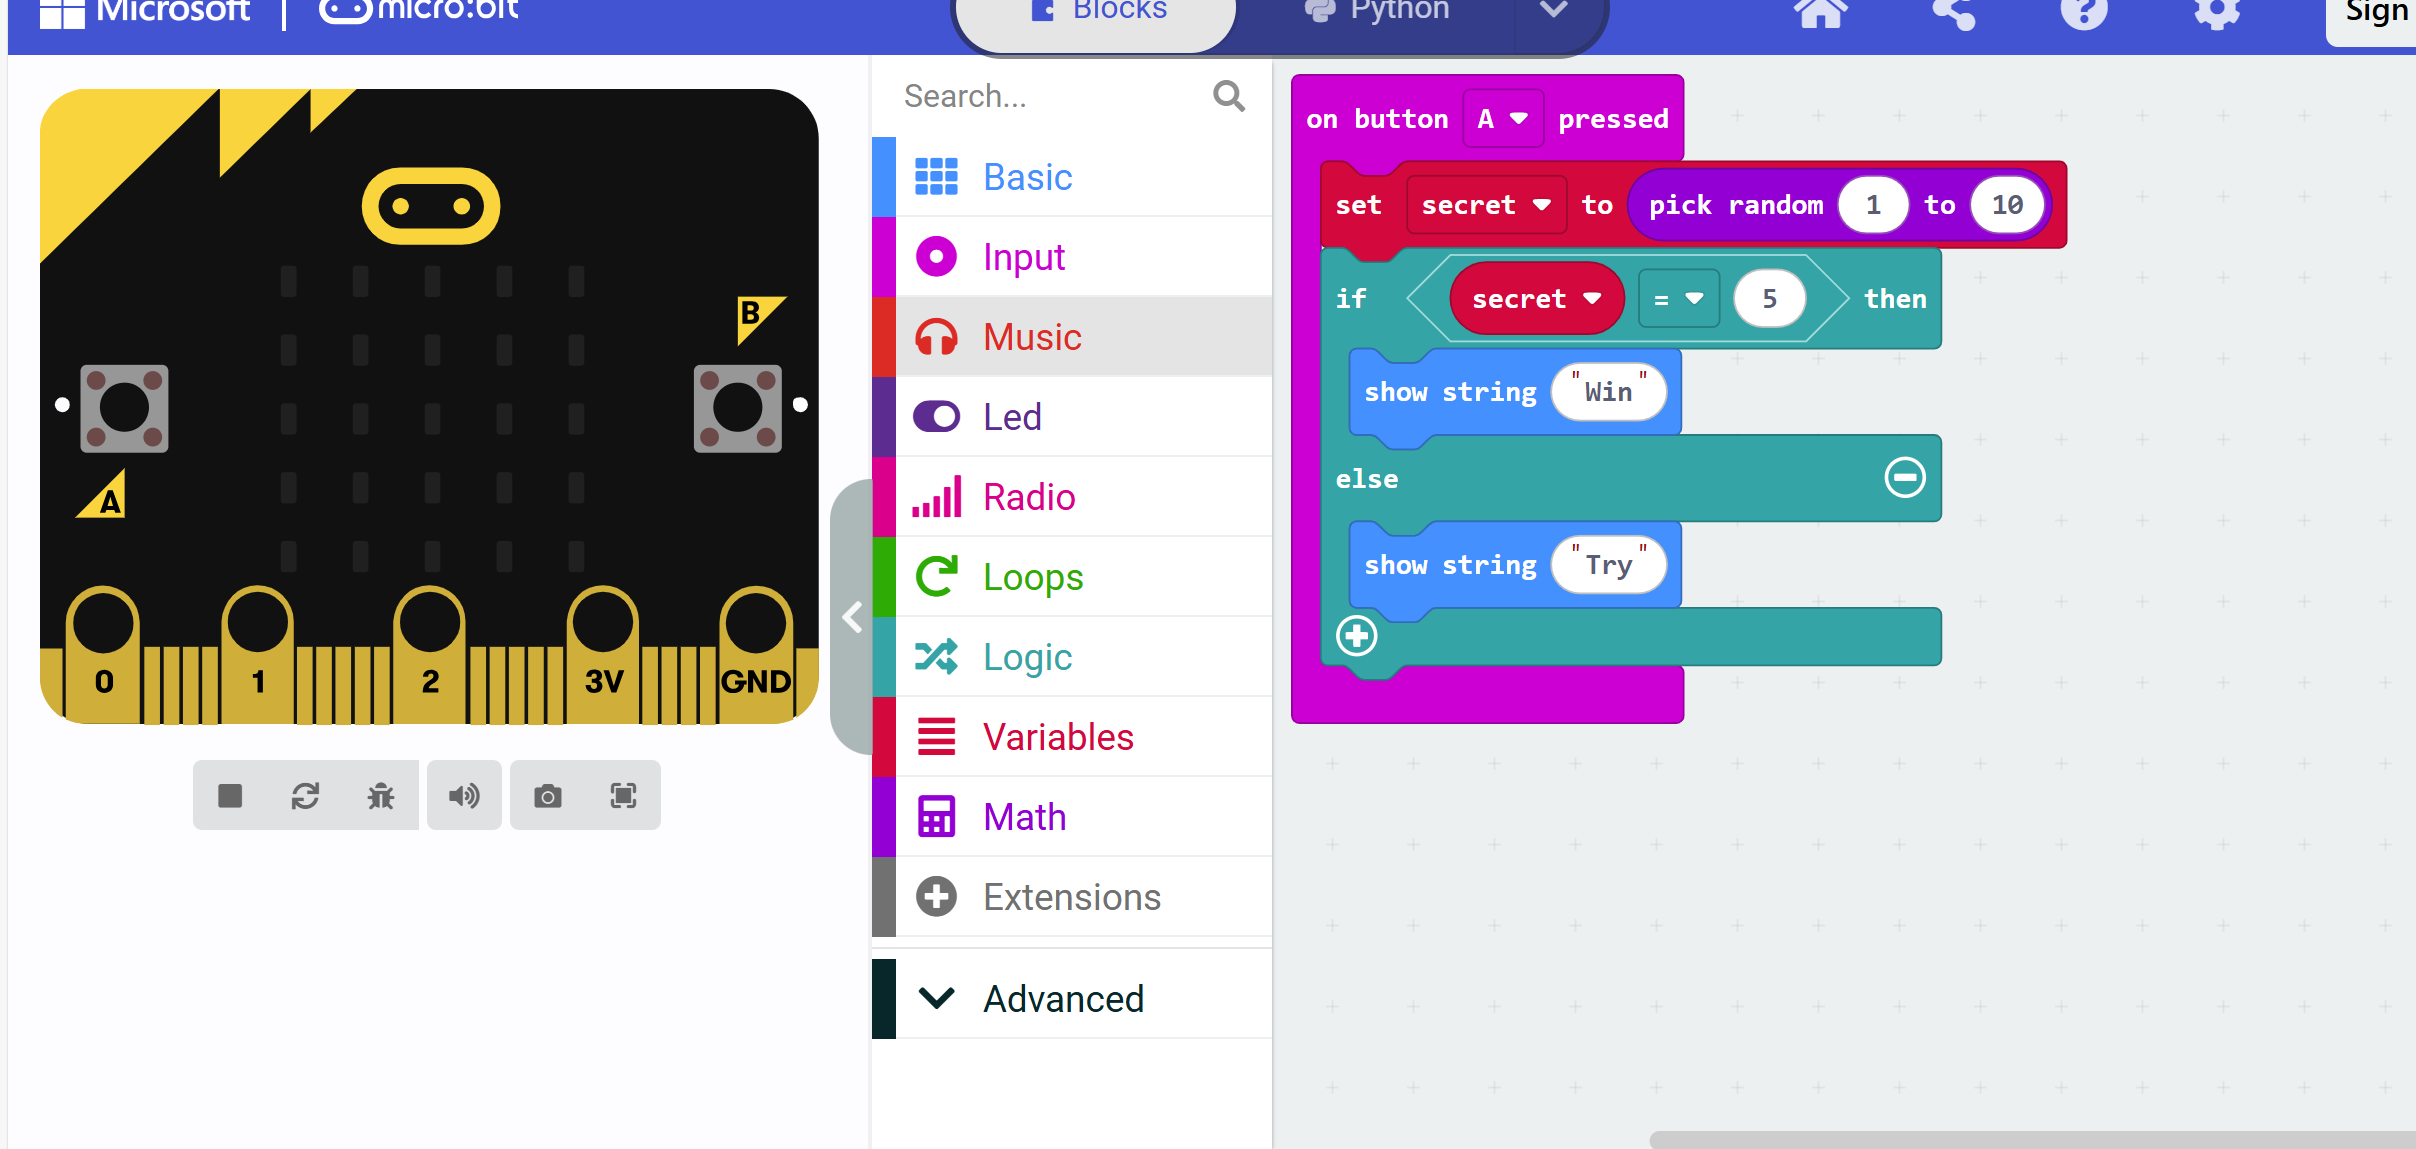 Microsoft
micro:bit
Blocks
Python
Sign
B
A
0
1
2
3V
GND
Search...
Basic
Input
Music
Led
Radio
Loops
Logic
Variables
Math
Extensions
Advanced
on button A pressed
set secret to pick random 1 to 10
if secret = 5 then
show string "Win"
else
show string "Try"